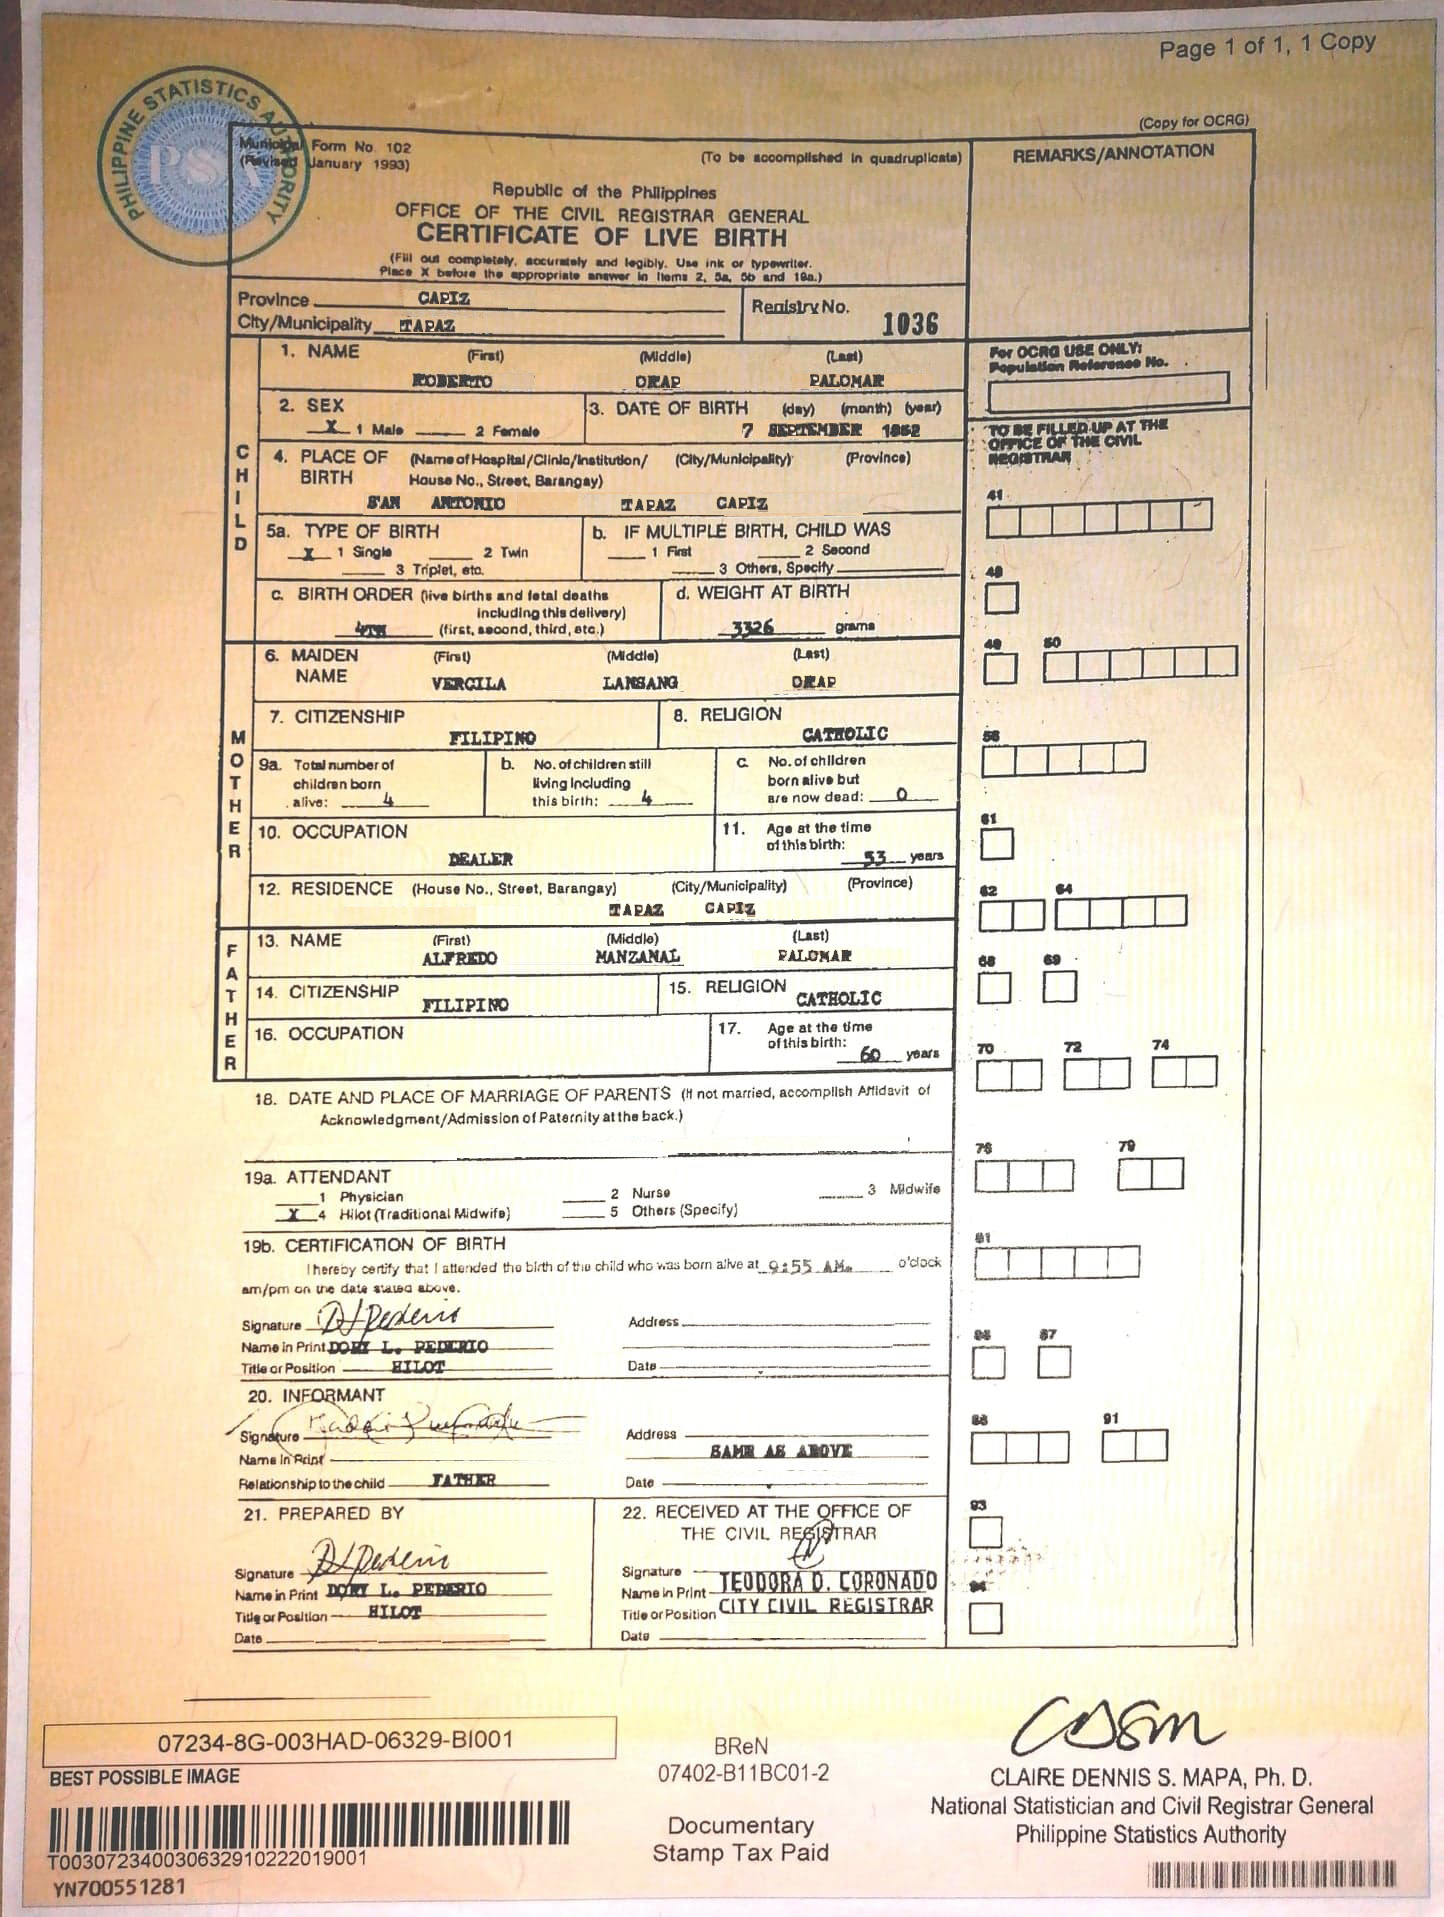 Page 1 of 1, 1 Copy
PHILIPPINE STATISTICS AUTHORITY
PSA
(Copy for OCRG)
Municipal Form No. 102
(Revised January 1993)
(To be accomplished in quadruplicate)
REMARKS/ANNOTATION
Republic of the Philippines
OFFICE OF THE CIVIL REGISTRAR GENERAL
CERTIFICATE OF LIVE BIRTH
(Fill out completely, accurately and legibly. Use ink or typewriter.
Place X before the appropriate answer in Items 2, 5a, 5b and 19a.)
Province CAPIZ
City/Municipality TAPAZ
Registry No. 1036
CHILD
1. NAME (First) (Middle) (Last)
ROBERTO ORAP PALOMAR
For OCRG USE ONLY:
Population Reference No.
2. SEX
X 1 Male 2 Female
3. DATE OF BIRTH (day) (month) (year)
7 SEPTEMBER 1952
TO BE FILLED UP AT THE
OFFICE OF THE CIVIL
REGISTRAR
4. PLACE OF BIRTH (Name of Hospital/Clinic/Institution/ (City/Municipality) (Province)
House No., Street, Barangay)
SAN ANTONIO TAPAZ CAPIZ
41
5a. TYPE OF BIRTH
X 1 Single 2 Twin
3 Triplet, etc.
b. IF MULTIPLE BIRTH, CHILD WAS
1 First 2 Second
3 Others, Specify
48
c. BIRTH ORDER (live births and fetal deaths
including this delivery)
4TH (first, second, third, etc.)
d. WEIGHT AT BIRTH
3326 grams
49 50
MOTHER
6. MAIDEN NAME (First) (Middle) (Last)
VERCILA LANSANG ORAP
7. CITIZENSHIP
FILIPINO
8. RELIGION
CATHOLIC
56
9a. Total number of
children born
alive: 4
b. No. of children still
living including
this birth: 4
c. No. of children
born alive but
are now dead: 0
10. OCCUPATION
DEALER
11. Age at the time
of this birth:
53 years
61
12. RESIDENCE (House No., Street, Barangay) (City/Municipality) (Province)
TAPAZ CAPIZ
62 64
FATHER
13. NAME (First) (Middle) (Last)
ALFREDO MANZANAL PALOMAR
68 69
14. CITIZENSHIP
FILIPINO
15. RELIGION
CATHOLIC
16. OCCUPATION
17. Age at the time
of this birth:
60 years
70 72 74
18. DATE AND PLACE OF MARRIAGE OF PARENTS (If not married, accomplish Affidavit of
Acknowledgment/Admission of Paternity at the back.)
76 79
19a. ATTENDANT
1 Physician 2 Nurse 3 Midwife
X 4 Hilot (Traditional Midwife) 5 Others (Specify)
19b. CERTIFICATION OF BIRTH
I hereby certify that I attended the birth of the child who was born alive at 9:55 AM. o'clock
am/pm on the date stated above.
81
Signature Address
Name in Print DORY L. PEDERIO
Title or Position HILOT Date
87
20. INFORMANT
Signature Address
Name in Print SAME AS ABOVE
Relationship to the child FATHER Date
88 91
21. PREPARED BY
Signature
Name in Print DORY L. PEDERIO
Title or Position HILOT
Date
22. RECEIVED AT THE OFFICE OF
THE CIVIL REGISTRAR
Signature
Name in Print TEODORA D. CORONADO
Title or Position CITY CIVIL REGISTRAR
Date
93
94
07234-8G-003HAD-06329-BI001
BEST POSSIBLE IMAGE
T00307234003063291022​2019001
YN700551281
BReN
07402-B11BC01-2
Documentary
Stamp Tax Paid
CLAIRE DENNIS S. MAPA, Ph. D.
National Statistician and Civil Registrar General
Philippine Statistics Authority